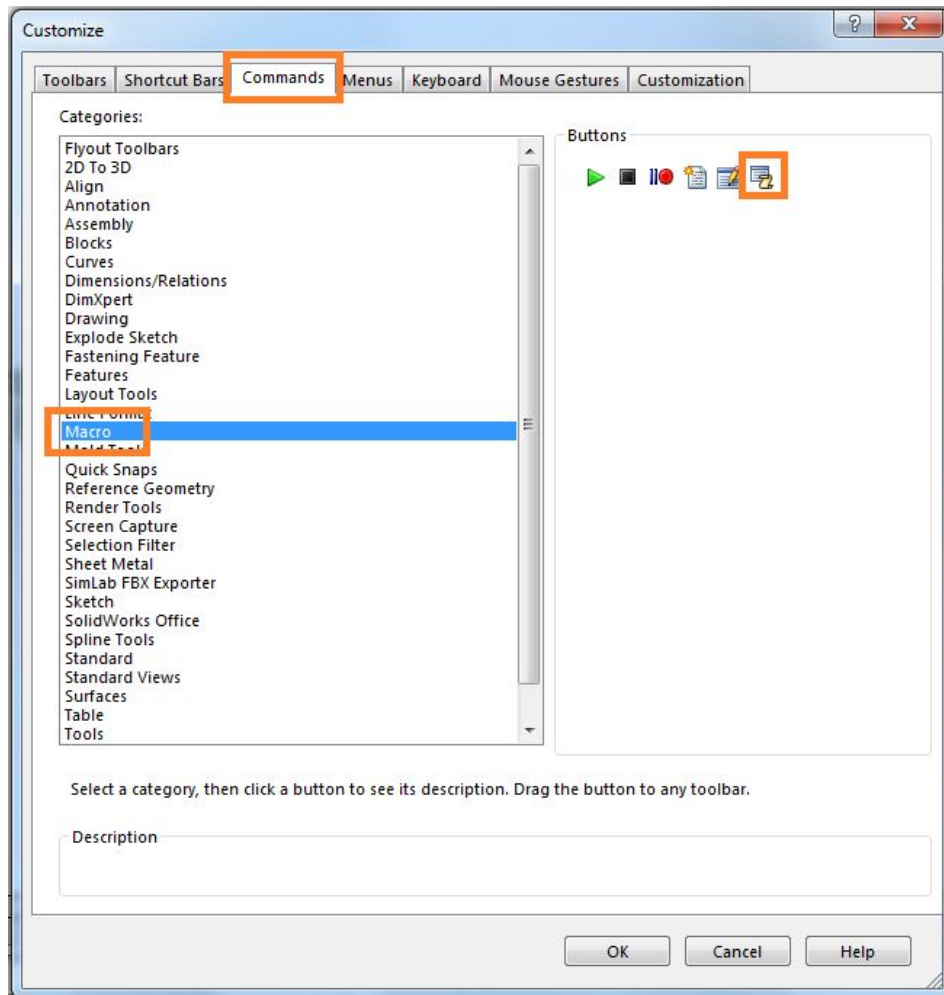 Customize
Toolbars Shortcut Bars Commands Menus Keyboard Mouse Gestures Customization
Categories:
Buttons
Flyout Toolbars
2D To 3D
Align
Annotation
Assembly
Blocks
Curves
Dimensions/Relations
DimXpert
Drawing
Explode Sketch
Fastening Feature
Features
Layout Tools
Macro
Quick Snaps
Reference Geometry
Render Tools
Screen Capture
Selection Filter
Sheet Metal
SimLab FBX Exporter
Sketch
SolidWorks Office
Spline Tools
Standard
Standard Views
Surfaces
Table
Tools
Select a category, then click a button to see its description. Drag the button to any toolbar.
Description
OK Cancel Help